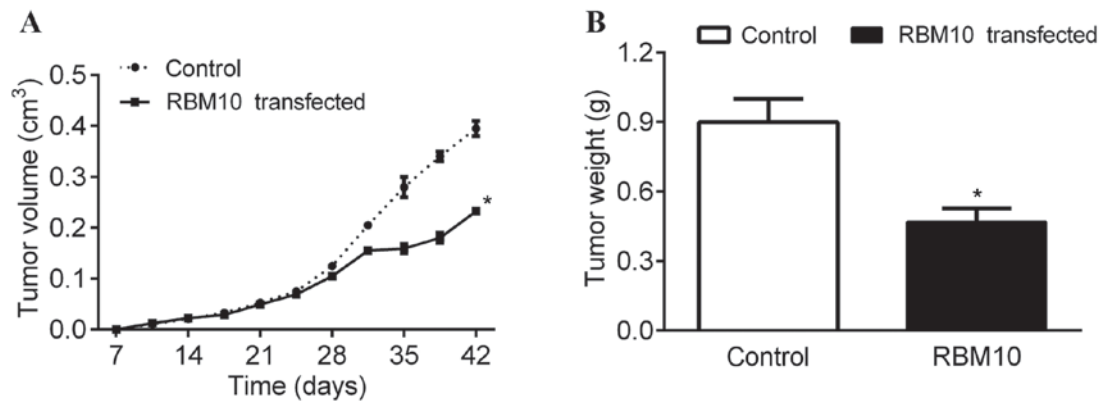 A
Control
RBM10 transfected
Tumor volume (cm³)
0.5
0.4
0.3
0.2
0.1
0.0
*
7 14 21 28 35 42
Time (days)
B
Control RBM10 transfected
Tumor weight (g)
1.2
0.9
0.6
0.3
0.0
*
Control RBM10